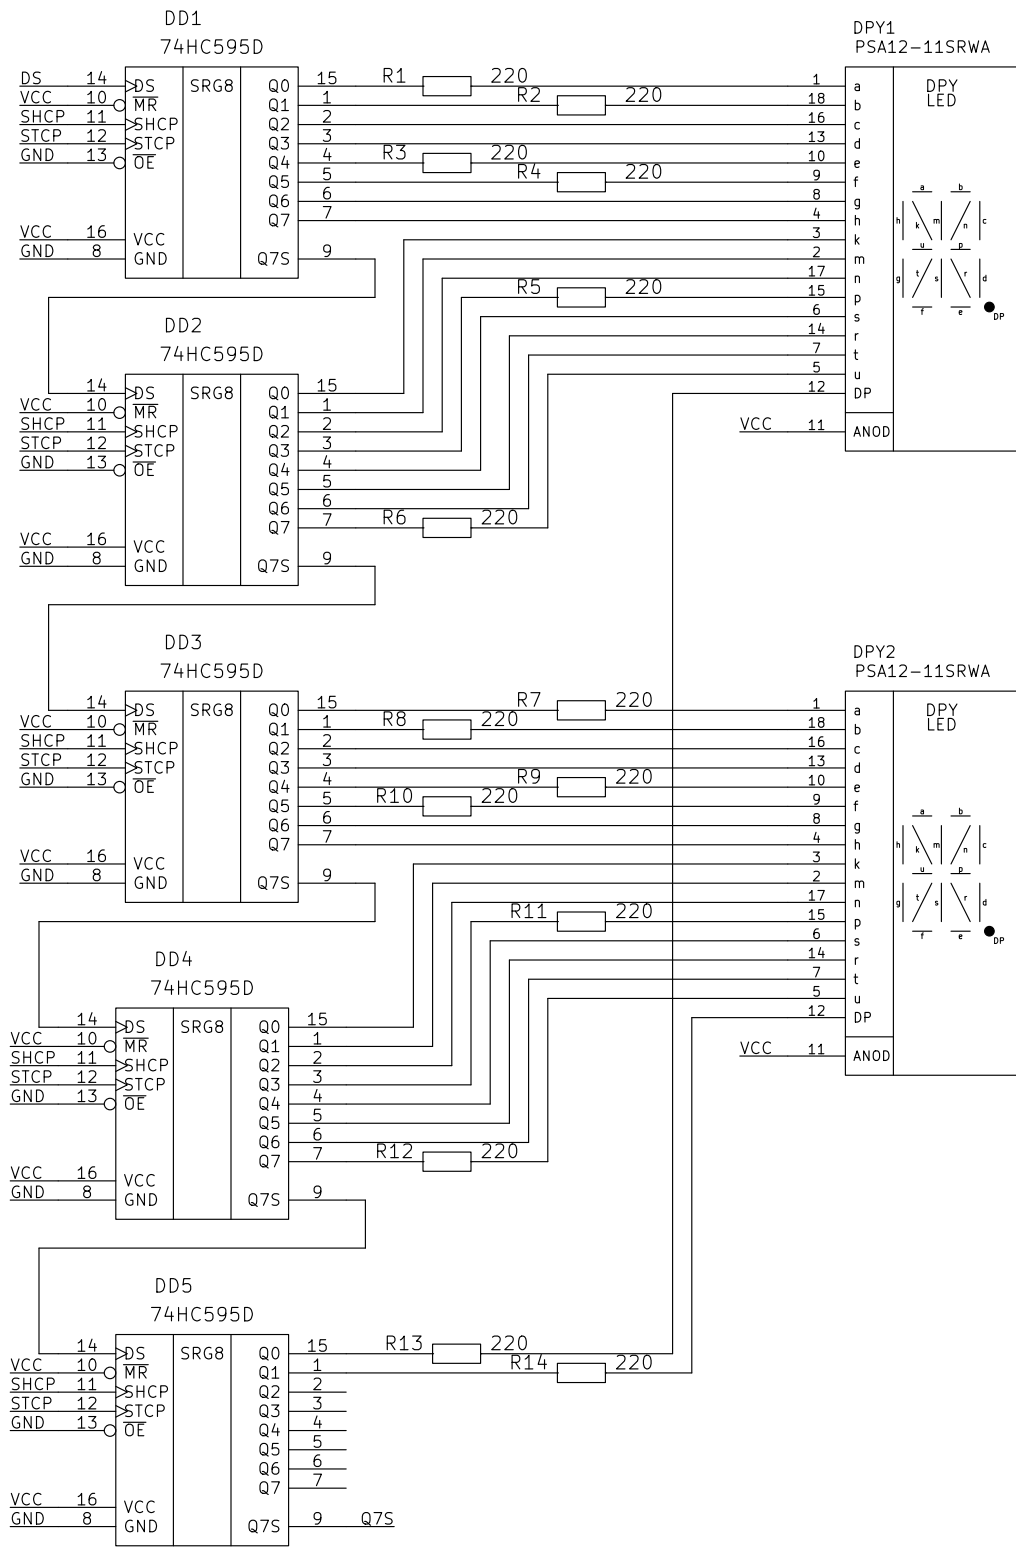 DD1
74HC595D
DS 14 DS SRG8 Q0 15 R1 220
VCC 10 MR Q1 1 R2 220
SHCP 11 SHCP Q2 2
STCP 12 STCP Q3 3
GND 13 OE Q4 4 R3 220
Q5 5 R4 220
Q6 6
Q7 7
VCC 16 VCC
GND 8 GND Q7S 9
DPY1
PSA12-11SRWA
1 a DPY
18 b LED
16 c
13 d
10 e
9 f
8 g
4 h
3 k
2 m
17 n
R5 220 15 p
6 s
14 r
7 t
5 u
12 DP
VCC 11 ANOD
a b
h k m n c
u p
g t s r d
f e DP
DD2
74HC595D
14 DS SRG8 Q0 15
VCC 10 MR Q1 1
SHCP 11 SHCP Q2 2
STCP 12 STCP Q3 3
GND 13 OE Q4 4
Q5 5
Q6 6
Q7 7 R6 220
VCC 16 VCC
GND 8 GND Q7S 9
DD3
74HC595D
14 DS SRG8 Q0 15 R7 220
VCC 10 MR Q1 1 R8 220
SHCP 11 SHCP Q2 2
STCP 12 STCP Q3 3
GND 13 OE Q4 4 R9 220
Q5 5 R10 220
Q6 6
Q7 7
VCC 16 VCC
GND 8 GND Q7S 9
DPY2
PSA12-11SRWA
1 a DPY
18 b LED
16 c
13 d
10 e
9 f
8 g
4 h
3 k
2 m
17 n
R11 220 15 p
6 s
14 r
7 t
5 u
12 DP
VCC 11 ANOD
a b
h k m n c
u p
g t s r d
f e DP
DD4
74HC595D
14 DS SRG8 Q0 15
VCC 10 MR Q1 1
SHCP 11 SHCP Q2 2
STCP 12 STCP Q3 3
GND 13 OE Q4 4
Q5 5
Q6 6
Q7 7 R12 220
VCC 16 VCC
GND 8 GND Q7S 9
DD5
74HC595D
14 DS SRG8 Q0 15 R13 220
VCC 10 MR Q1 1 R14 220
SHCP 11 SHCP Q2 2
STCP 12 STCP Q3 3
GND 13 OE Q4 4
Q5 5
Q6 6
Q7 7
VCC 16 VCC
GND 8 GND Q7S 9 Q7S